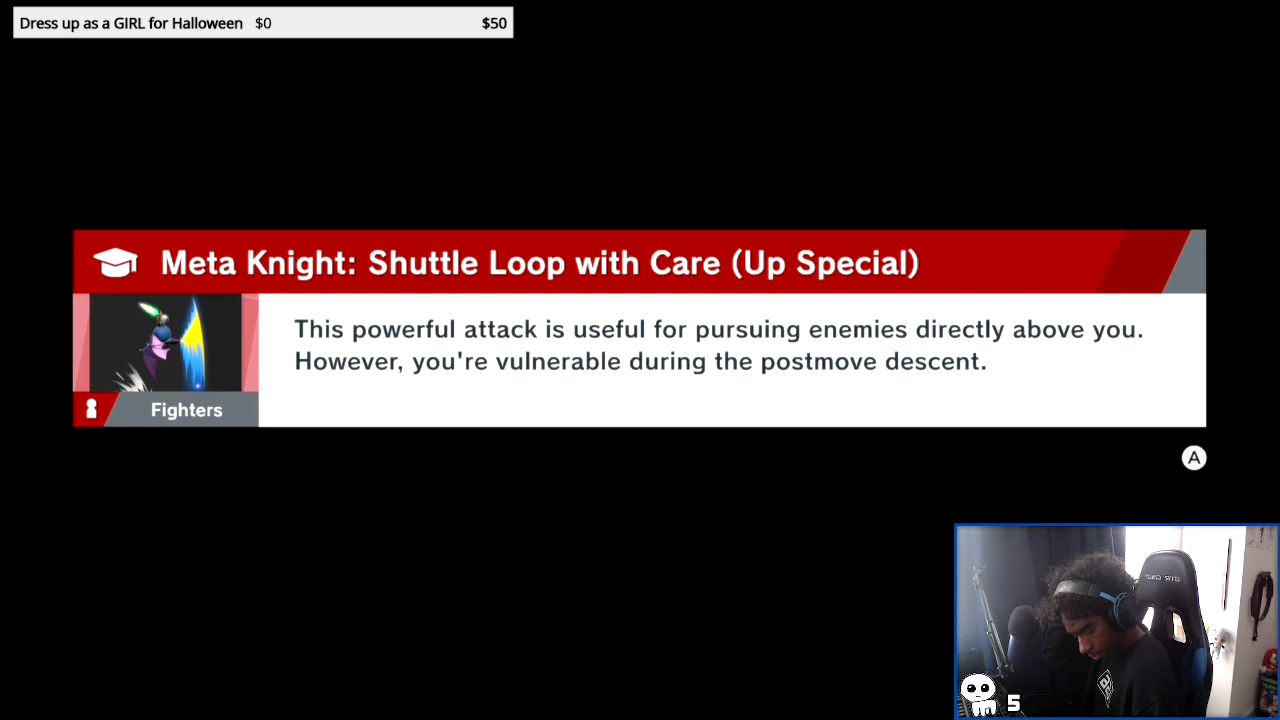 Dress up as a GIRL for Halloween $0 $50
Meta Knight: Shuttle Loop with Care (Up Special)
This powerful attack is useful for pursuing enemies directly above you.
However, you're vulnerable during the postmove descent.
Fighters
A
5